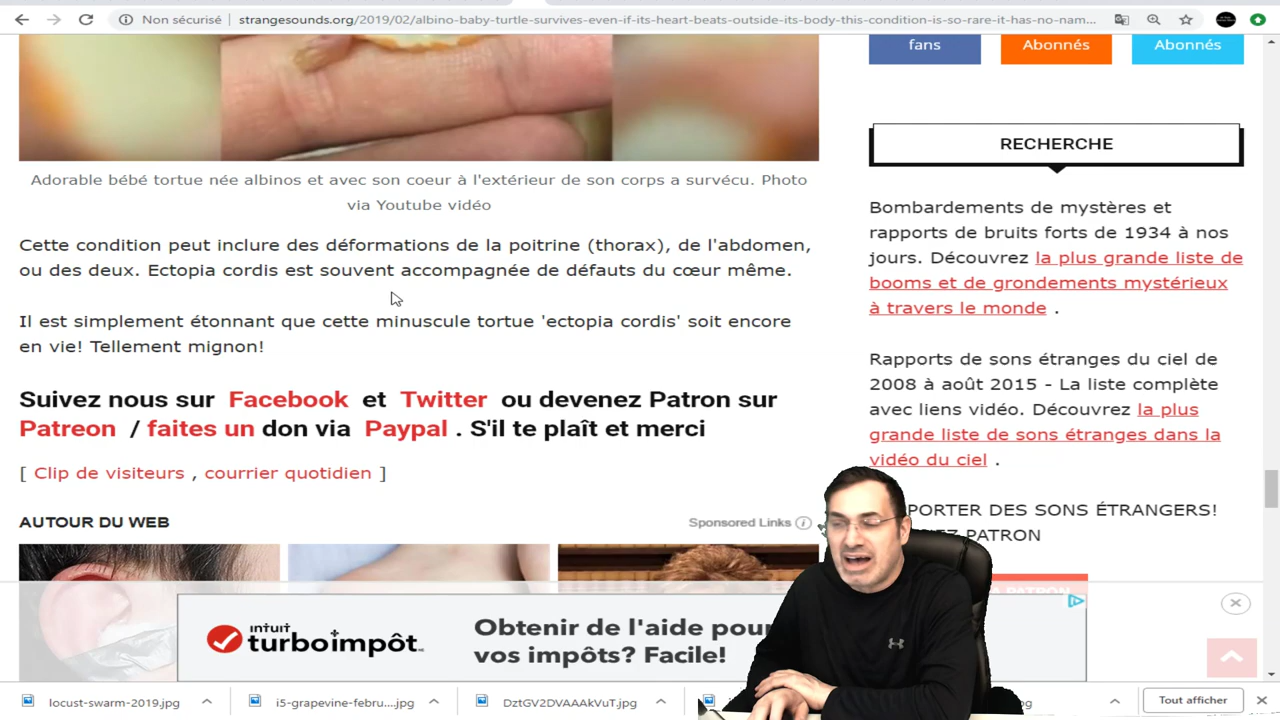 Non sécurisé | strangesounds.org/2019/02/albino-baby-turtle-survives-even-if-its-heart-beats-outside-its-body-this-condition-is-so-rare-it-has-no-nam...
fans
Abonnés
Abonnés
Adorable bébé tortue née albinos et avec son coeur à l'extérieur de son corps a survécu. Photo
via Youtube vidéo
Cette condition peut inclure des déformations de la poitrine (thorax), de l'abdomen,
ou des deux. Ectopia cordis est souvent accompagnée de défauts du cœur même.
Il est simplement étonnant que cette minuscule tortue 'ectopia cordis' soit encore
en vie! Tellement mignon!
Suivez nous sur Facebook et Twitter ou devenez Patron sur
Patreon / faites un don via Paypal . S'il te plaît et merci
[ Clip de visiteurs , courrier quotidien ]
AUTOUR DU WEB
Sponsored Links
RECHERCHE
Bombardements de mystères et
rapports de bruits forts de 1934 à nos
jours. Découvrez la plus grande liste de
booms et de grondements mystérieux
à travers le monde .
Rapports de sons étranges du ciel de
2008 à août 2015 - La liste complète
avec liens vidéo. Découvrez la plus
grande liste de sons étranges dans la
vidéo du ciel .
PORTER DES SONS ÉTRANGERS!
PATRON
intuit
turboimpôt
Obtenir de l'aide pour
vos impôts? Facile!
locust-swarm-2019.jpg
i5-grapevine-febru....jpg
DztGV2DVAAAkVuT.jpg
Tout afficher